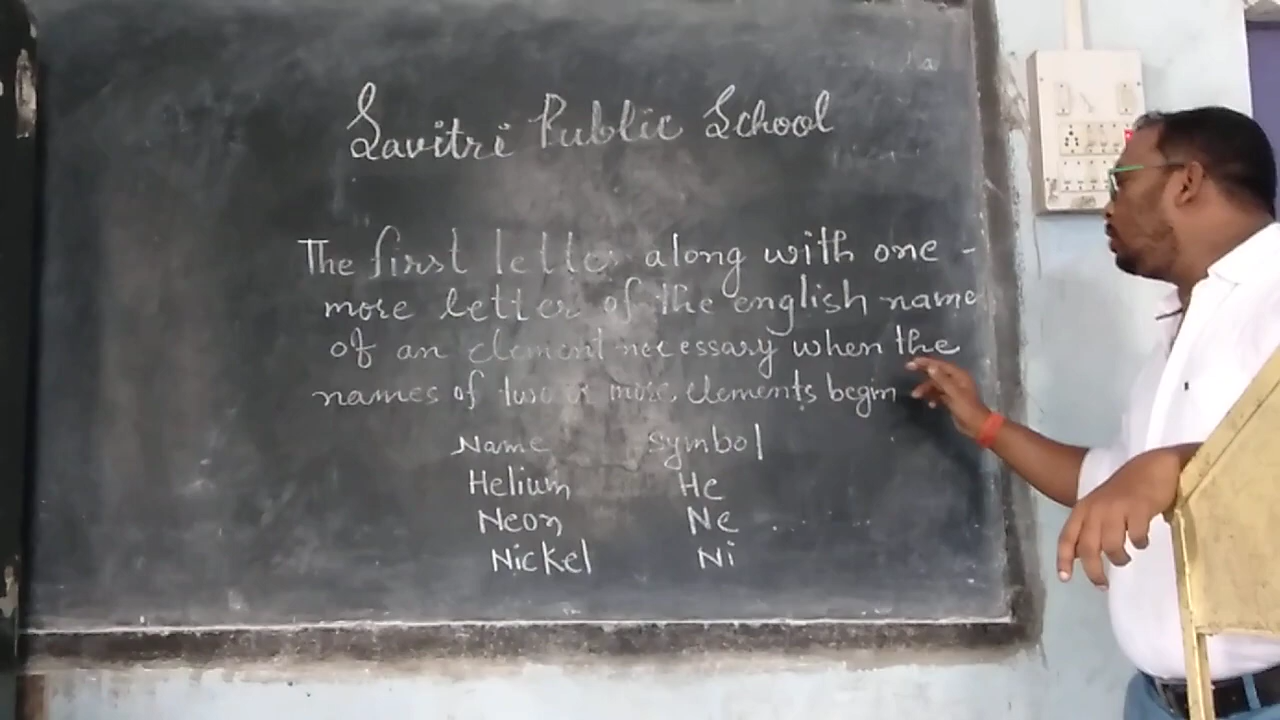 Savitri Public School
The first letter along with one -
more letter of the english name
of an element necessary when the
names of two or more elements begin
Name Symbol
Helium He
Neon Ne
Nickel Ni